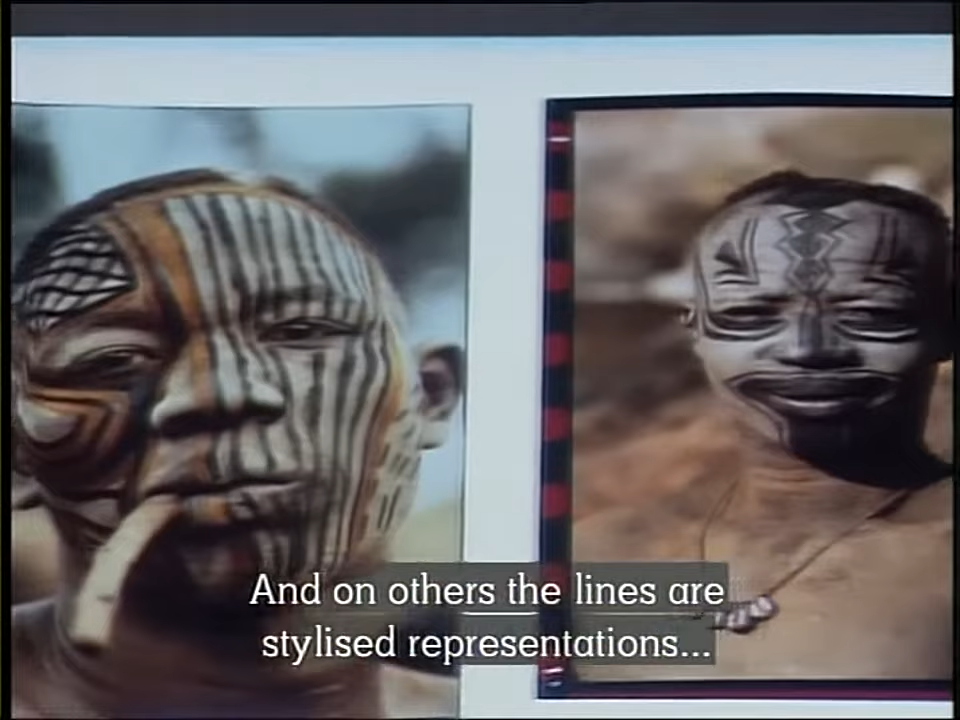 And on others the lines are
stylised representations...